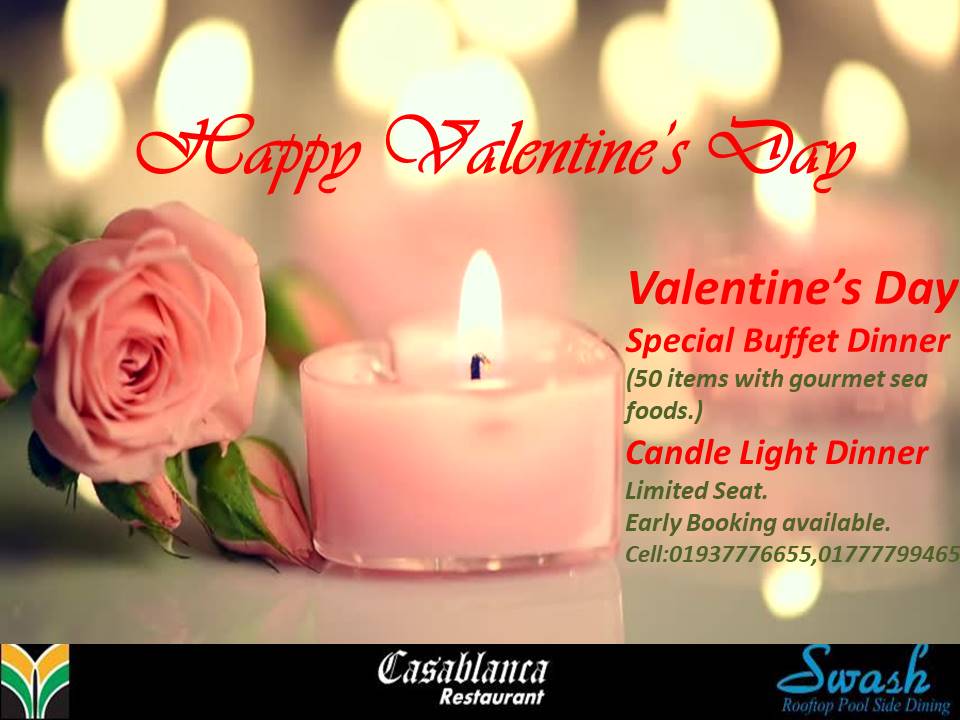 Happy Valentine's Day
Valentine's Day
Special Buffet Dinner
(50 items with gourmet sea
foods.)
Candle Light Dinner
Limited Seat.
Early Booking available.
Cell:01937776655,01777799465
Casablanca
Restaurant
Swash
Rooftop Pool Side Dining